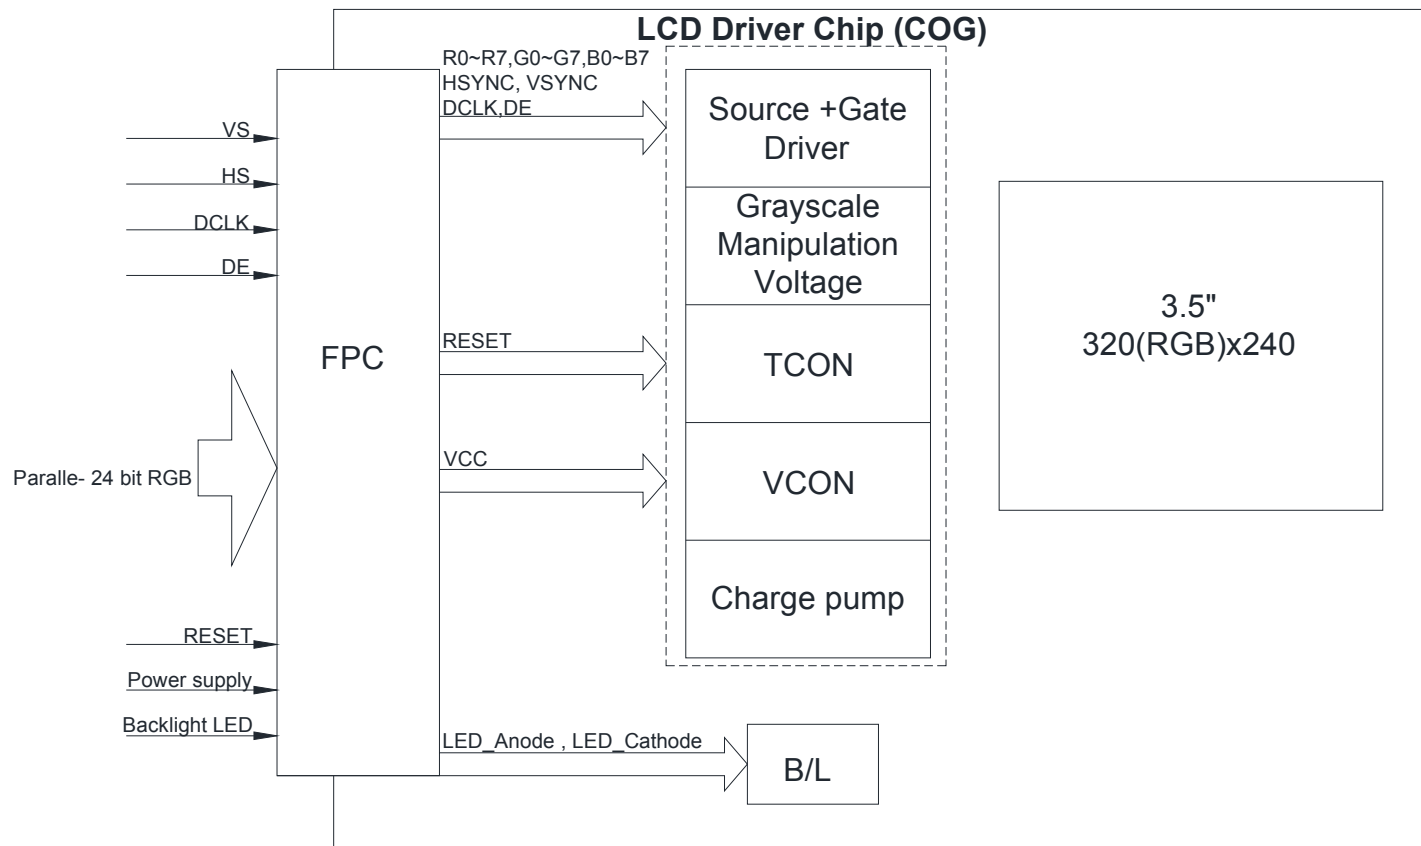 LCD Driver Chip (COG)
R0~R7,G0~G7,B0~B7
HSYNC, VSYNC
DCLK,DE
VS
HS
DCLK
DE
FPC
Paralle- 24 bit RGB
RESET
Power supply
Backlight LED
RESET
VCC
LED_Anode , LED_Cathode
Source +Gate
Driver
Grayscale
Manipulation
Voltage
TCON
VCON
Charge pump
B/L
3.5"
320(RGB)x240